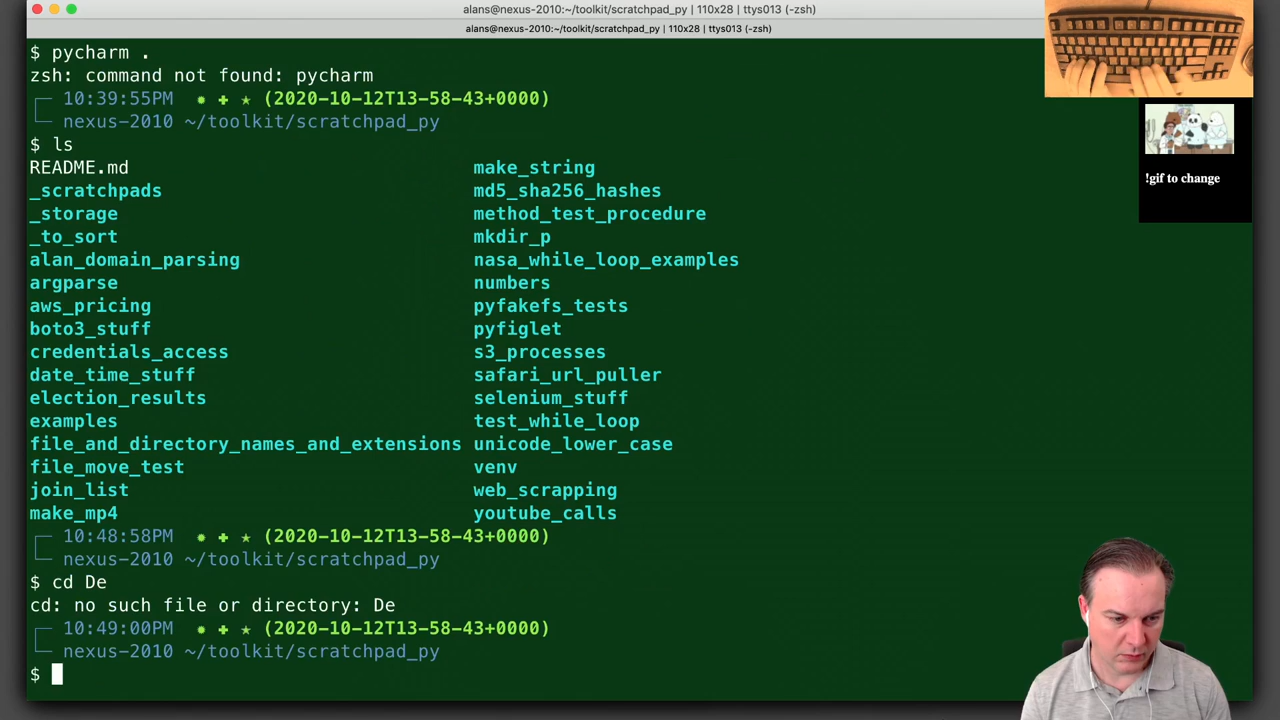 alans@nexus-2010:~/toolkit/scratchpad_py | 110x28 | ttys013 (-zsh)
alans@nexus-2010:~/toolkit/scratchpad_py | 110x28 | ttys013 (-zsh)
$ pycharm .
zsh: command not found: pycharm
10:39:55PM ✹ ✚ ★ (2020-10-12T13-58-43+0000)
nexus-2010 ~/toolkit/scratchpad_py
$ ls
README.md make_string
_scratchpads md5_sha256_hashes
_storage method_test_procedure
_to_sort mkdir_p
alan_domain_parsing nasa_while_loop_examples
argparse numbers
aws_pricing pyfakefs_tests
boto3_stuff pyfiglet
credentials_access s3_processes
date_time_stuff safari_url_puller
election_results selenium_stuff
examples test_while_loop
file_and_directory_names_and_extensions unicode_lower_case
file_move_test venv
join_list web_scrapping
make_mp4 youtube_calls
10:48:58PM ✹ ✚ ★ (2020-10-12T13-58-43+0000)
nexus-2010 ~/toolkit/scratchpad_py
$ cd De
cd: no such file or directory: De
10:49:00PM ✹ ✚ ★ (2020-10-12T13-58-43+0000)
nexus-2010 ~/toolkit/scratchpad_py
$
!gif to change